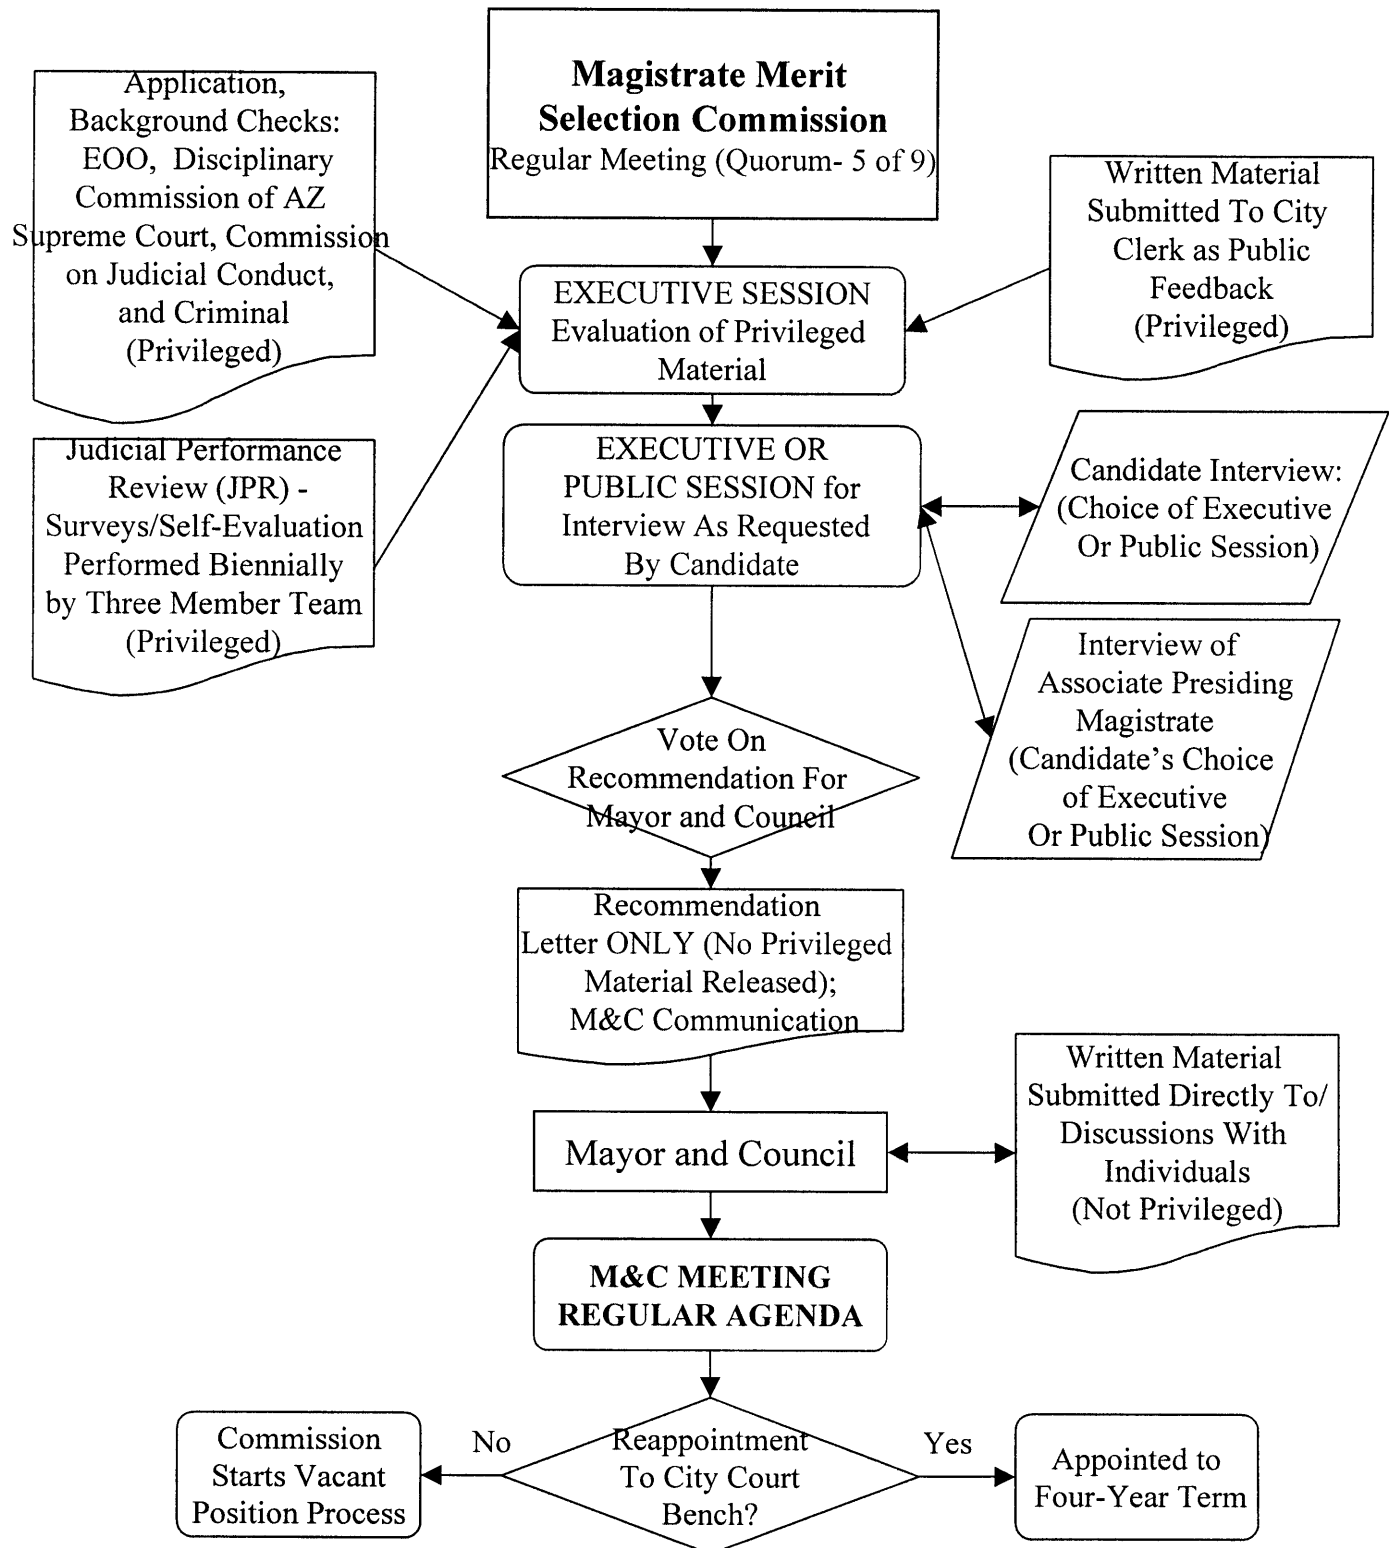 Magistrate Merit
Selection Commission
Regular Meeting (Quorum- 5 of 9)
Application,
Background Checks:
EOO, Disciplinary
Commission of AZ
Supreme Court, Commission
on Judicial Conduct,
and Criminal
(Privileged)
Written Material
Submitted To City
Clerk as Public
Feedback
(Privileged)
EXECUTIVE SESSION
Evaluation of Privileged
Material
Judicial Performance
Review (JPR) -
Surveys/Self-Evaluation
Performed Biennially
by Three Member Team
(Privileged)
EXECUTIVE OR
PUBLIC SESSION for
Interview As Requested
By Candidate
Candidate Interview:
(Choice of Executive
Or Public Session)
Interview of
Associate Presiding
Magistrate
(Candidate's Choice
of Executive
Or Public Session)
Vote On
Recommendation For
Mayor and Council
Recommendation
Letter ONLY (No Privileged
Material Released);
M&C Communication
Mayor and Council
Written Material
Submitted Directly To/
Discussions With
Individuals
(Not Privileged)
M&C MEETING
REGULAR AGENDA
Reappointment
To City Court
Bench?
No
Commission
Starts Vacant
Position Process
Yes
Appointed to
Four-Year Term